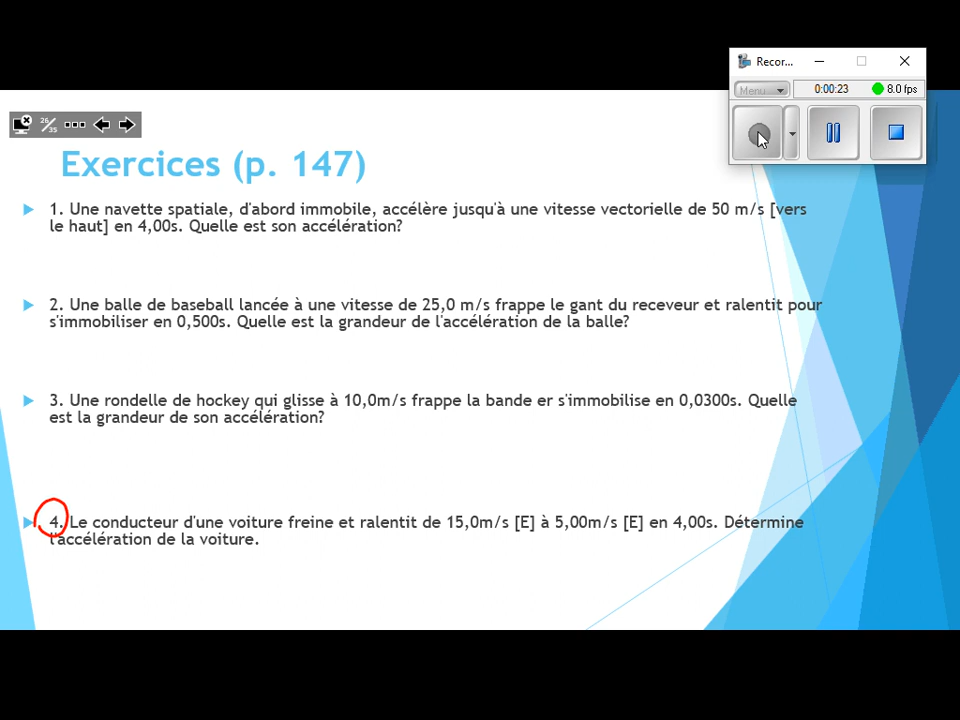 Recor...
Menu
0:00:23
8.0 fps
26/35
Exercices (p. 147)
1. Une navette spatiale, d'abord immobile, accélère jusqu'à une vitesse vectorielle de 50 m/s [vers
le haut] en 4,00s. Quelle est son accélération?
2. Une balle de baseball lancée à une vitesse de 25,0 m/s frappe le gant du receveur et ralentit pour
s'immobiliser en 0,500s. Quelle est la grandeur de l'accélération de la balle?
3. Une rondelle de hockey qui glisse à 10,0m/s frappe la bande er s'immobilise en 0,0300s. Quelle
est la grandeur de son accélération?
4. Le conducteur d'une voiture freine et ralentit de 15,0m/s [E] à 5,00m/s [E] en 4,00s. Détermine
l'accélération de la voiture.